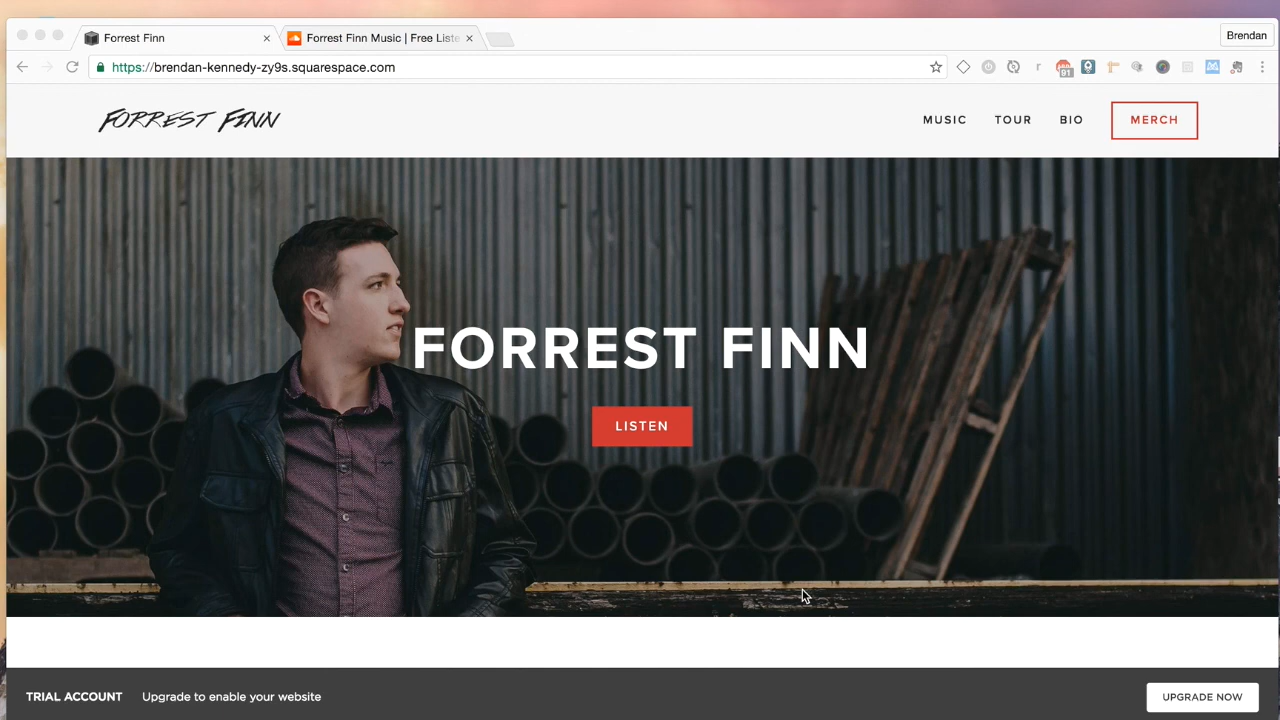 Forrest Finn
Forrest Finn Music | Free Liste
Brendan
https://brendan-kennedy-zy9s.squarespace.com
r
91
FORREST FINN
MUSIC
TOUR
BIO
MERCH
FORREST FINN
LISTEN
TRIAL ACCOUNT
Upgrade to enable your website
UPGRADE NOW